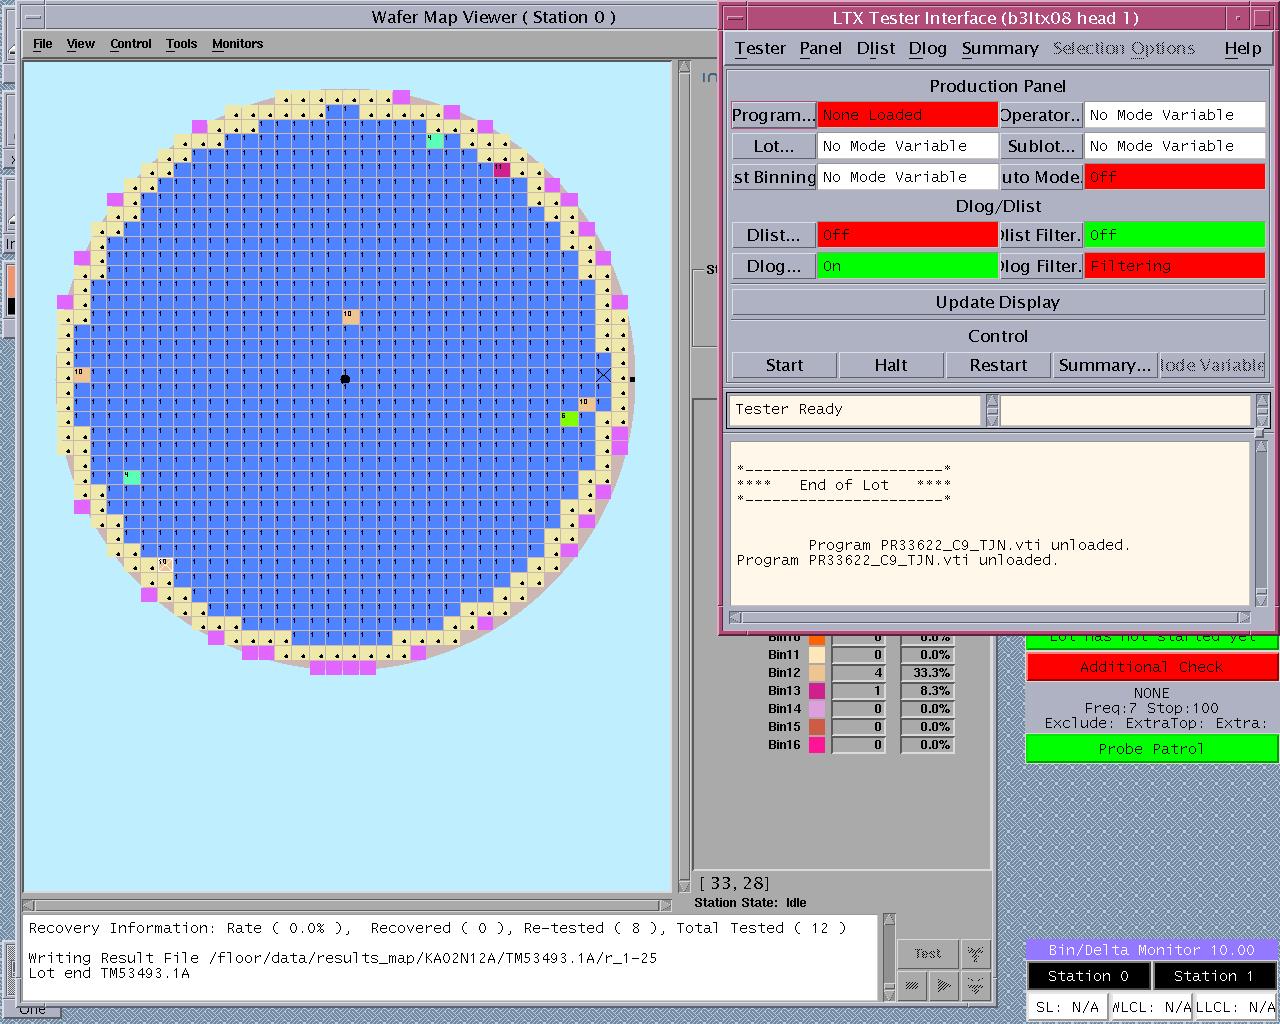 Wafer Map Viewer ( Station 0 )
File View Control Tools Monitors
LTX Tester Interface (b3ltx08 head 1)
Tester Panel Dlist Dlog Summary Selection Options Help
Production Panel
Program... None Loaded Operator.. No Mode Variable
Lot... No Mode Variable Sublot... No Mode Variable
st Binning No Mode Variable uto Mode. Off
Dlog/Dlist
Dlist... Off list Filter. Off
Dlog... On log Filter. Filtering
Update Display
Control
Start Halt Restart Summary... lode Variable
Tester Ready
*----------------------*
**** End of Lot ****
*----------------------*
Program PR33622_C9_TJN.vti unloaded.
Program PR33622_C9_TJN.vti unloaded.
Bin10 0 0.0%
Bin11 0 0.0%
Bin12 4 33.3%
Bin13 1 8.3%
Bin14 0 0.0%
Bin15 0 0.0%
Bin16 0 0.0%
Lot has not started yet
Additional Check
NONE
Freq:7 Stop:100
Exclude: ExtraTop: Extra:
Probe Patrol
[ 33, 28]
Station State: Idle
Recovery Information: Rate ( 0.0% ), Recovered ( 0 ), Re-tested ( 8 ), Total Tested ( 12 )
Writing Result File /floor/data/results_map/KA02N12A/TM53493.1A/r_1-25
Lot end TM53493.1A
Test
Bin/Delta Monitor 10.00
Station 0 Station 1
SL: N/A WLCL: N/A LLCL: N/A
One